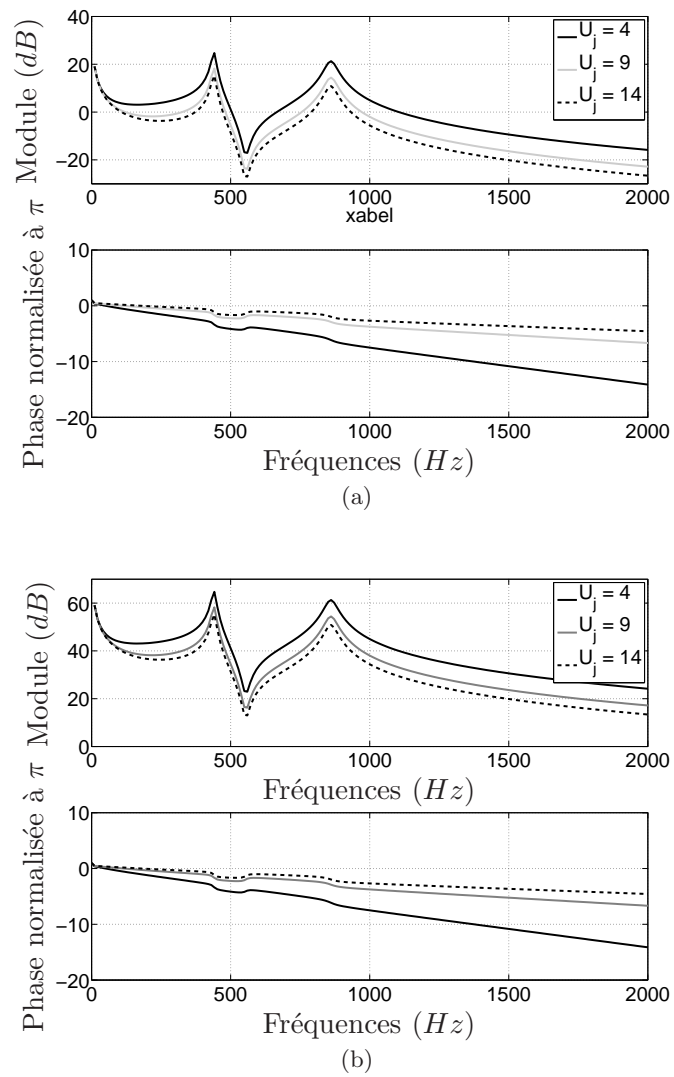 40
20
0
−20
0
500
1000
1500
2000
xabel
Module (dB)
U_j = 4
U_j = 9
U_j = 14
10
0
−10
−20
0
500
1000
1500
2000
Phase normalisée à π
Fréquences (Hz)
(a)
60
40
20
0
0
500
1000
1500
2000
Module (dB)
Fréquences (Hz)
U_j = 4
U_j = 9
U_j = 14
10
0
−10
−20
0
500
1000
1500
2000
Phase normalisée à π
Fréquences (Hz)
(b)